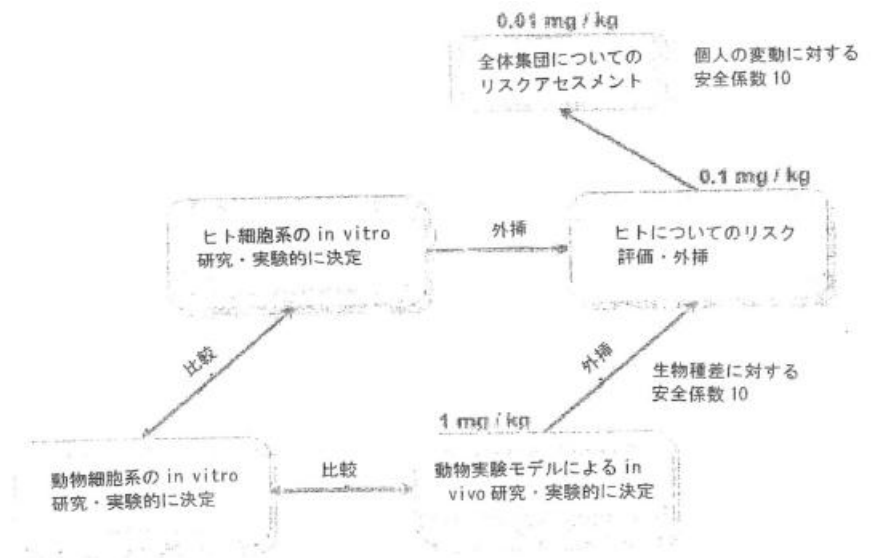 0.01 mg / kg
全体集団についての
リスクアセスメント
個人の変動に対する
安全係数 10
0.1 mg / kg
ヒト細胞系の in vitro
研究・実験的に決定
外挿
ヒトについてのリスク
評価・外挿
比較
外挿
生物種差に対する
安全係数 10
1 mg / kg
動物細胞系の in vitro
研究・実験的に決定
比較
動物実験モデルによる in
vivo 研究・実験的に決定